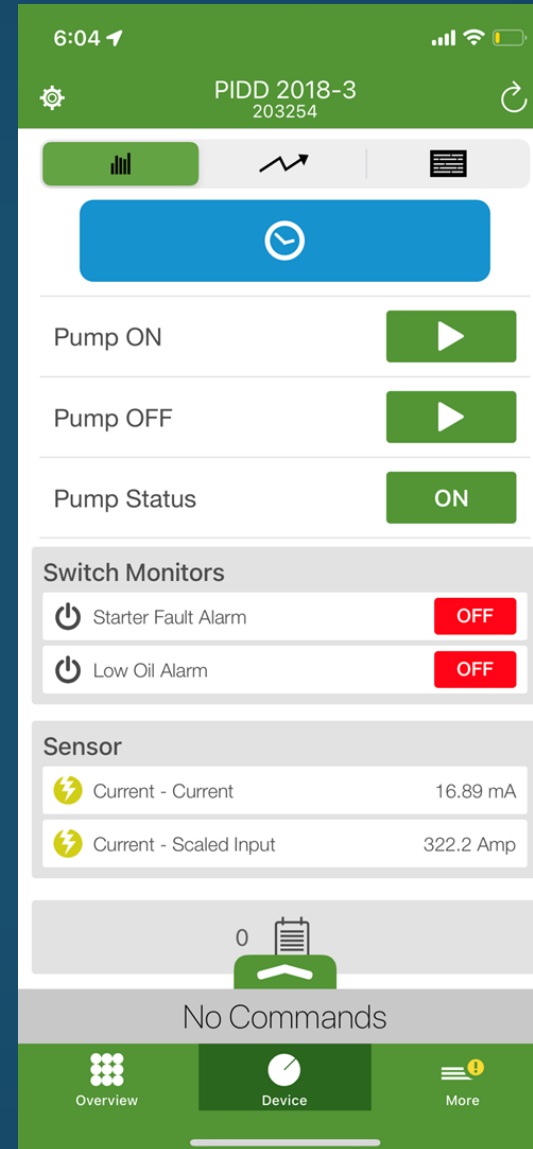 6:04
PIDD 2018-3
203254
Pump ON
Pump OFF
Pump Status ON
Switch Monitors
Starter Fault Alarm OFF
Low Oil Alarm OFF
Sensor
Current - Current 16.89 mA
Current - Scaled Input 322.2 Amp
0
No Commands
Overview Device More